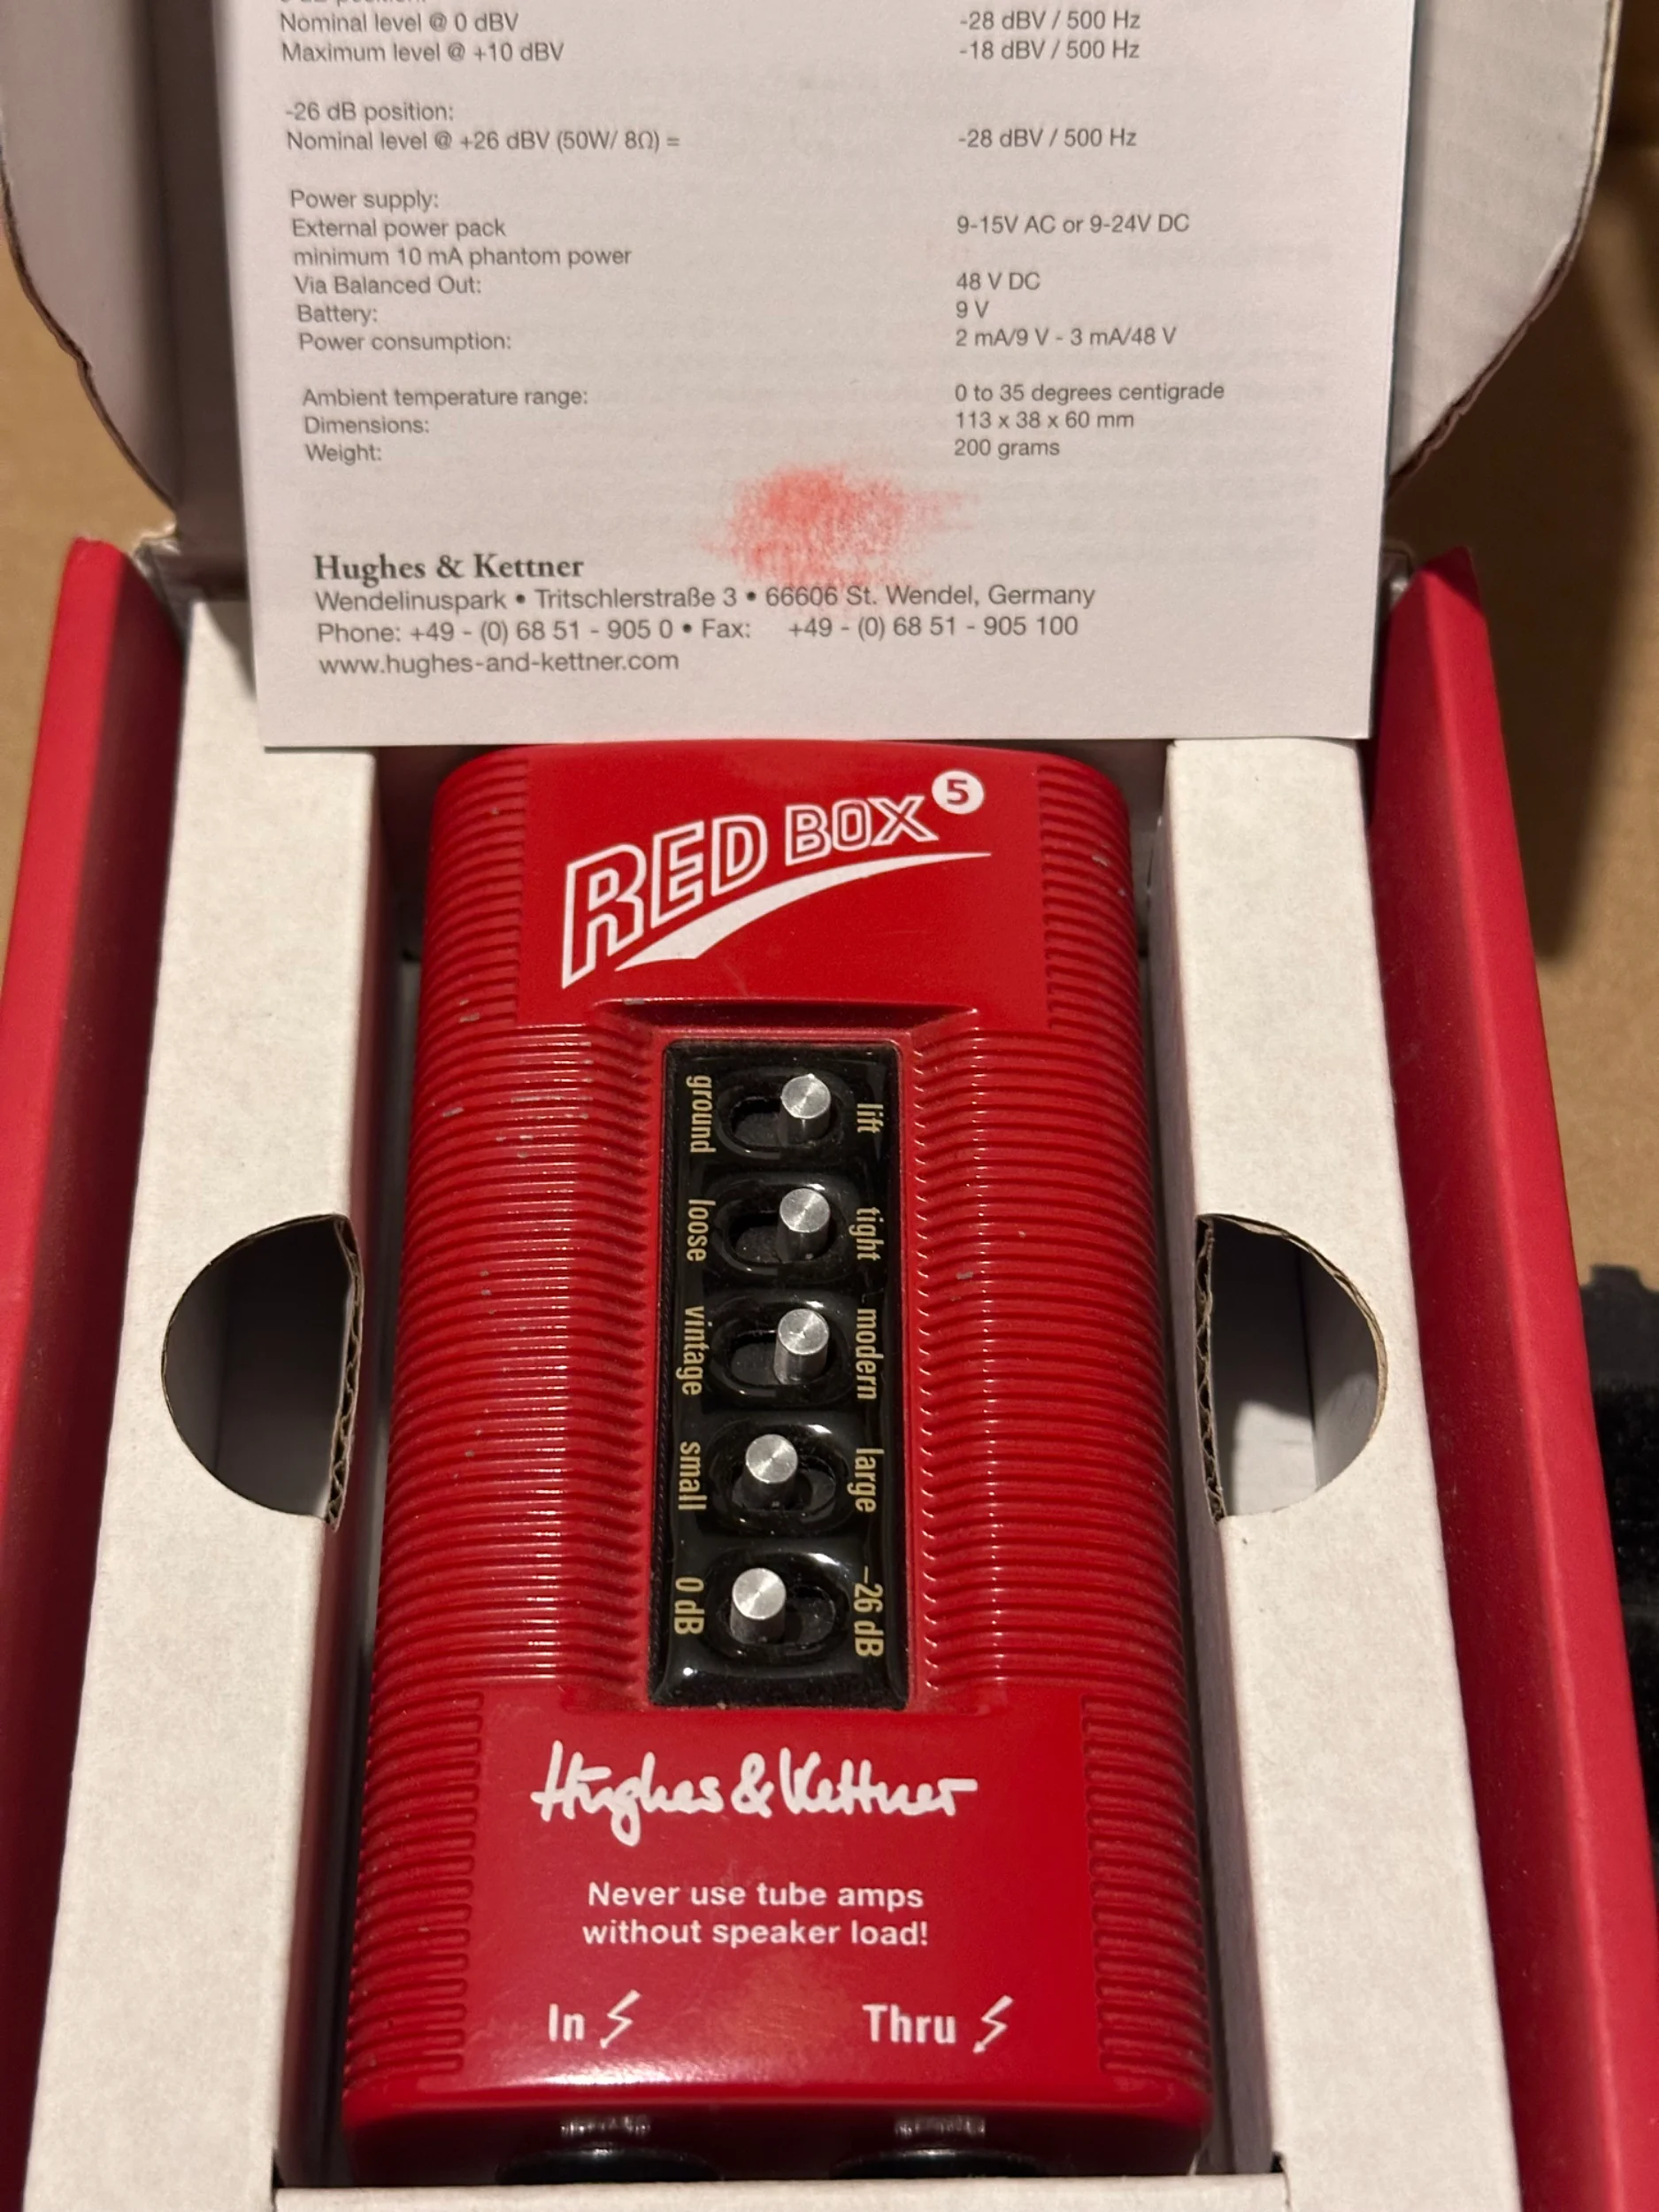 Nominal level @ 0 dBV -28 dBV / 500 Hz
Maximum level @ +10 dBV -18 dBV / 500 Hz
-26 dB position:
Nominal level @ +26 dBV (50W/ 8Ω) = -28 dBV / 500 Hz
Power supply:
External power pack 9-15V AC or 9-24V DC
minimum 10 mA phantom power
Via Balanced Out: 48 V DC
Battery: 9 V
Power consumption: 2 mA/9 V - 3 mA/48 V
Ambient temperature range: 0 to 35 degrees centigrade
Dimensions: 113 x 38 x 60 mm
Weight: 200 grams
Hughes & Kettner
Wendelinuspark • Tritschlerstraße 3 • 66606 St. Wendel, Germany
Phone: +49 - (0) 68 51 - 905 0 • Fax: +49 - (0) 68 51 - 905 100
www.hughes-and-kettner.com
RED BOX 5
ground lift
loose tight
vintage modern
small large
0 dB -26 dB
Hughes & Kettner
Never use tube amps
without speaker load!
In Thru